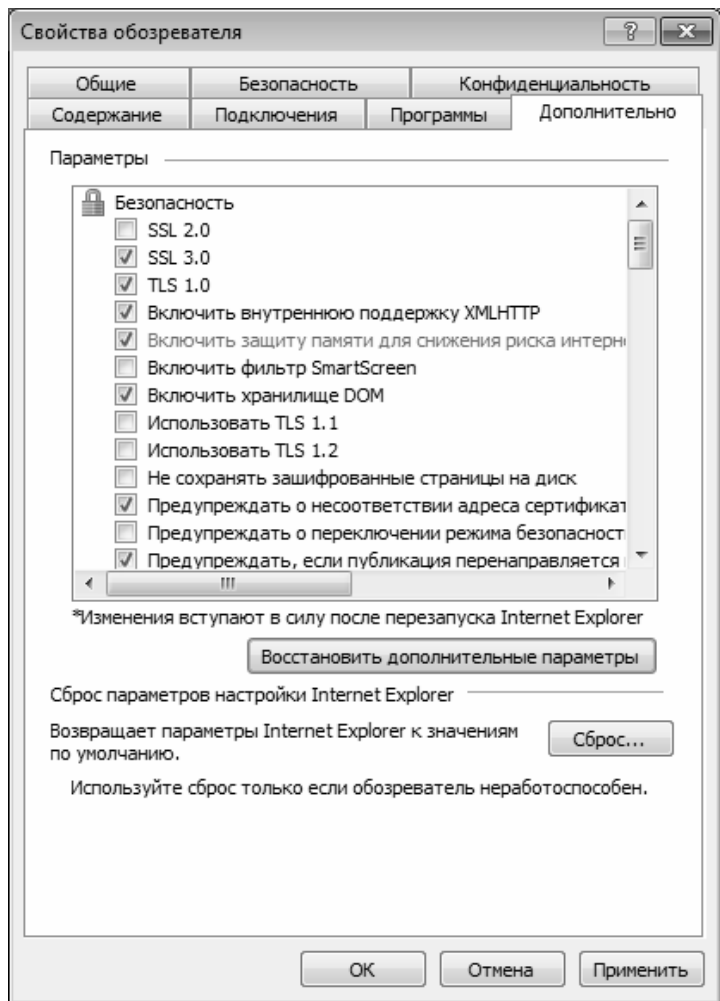 Свойства обозревателя
Общие Безопасность Конфиденциальность
Содержание Подключения Программы Дополнительно
Параметры
Безопасность
SSL 2.0
SSL 3.0
TLS 1.0
Включить внутреннюю поддержку XMLHTTP
Включить защиту памяти для снижения риска интерн
Включить фильтр SmartScreen
Включить хранилище DOM
Использовать TLS 1.1
Использовать TLS 1.2
Не сохранять зашифрованные страницы на диск
Предупреждать о несоответствии адреса сертификат
Предупреждать о переключении режима безопасност
Предупреждать, если публикация перенаправляется
*Изменения вступают в силу после перезапуска Internet Explorer
Восстановить дополнительные параметры
Сброс параметров настройки Internet Explorer
Возвращает параметры Internet Explorer к значениям
по умолчанию.
Сброс...
Используйте сброс только если обозреватель неработоспособен.
ОК Отмена Применить